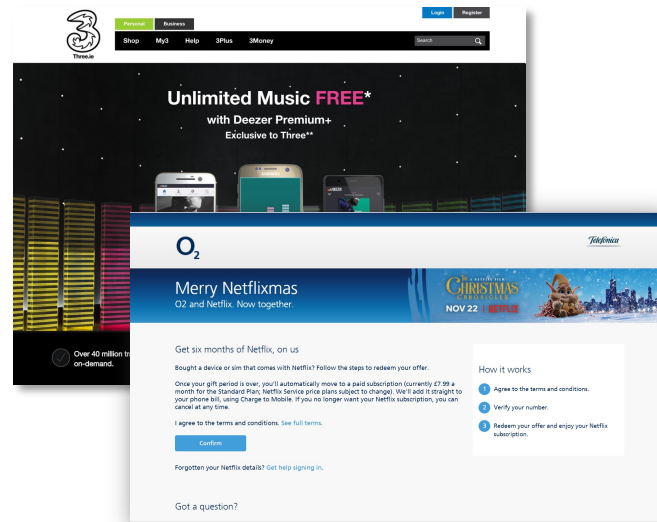 Login Register
Personal Business
Shop My3 Help 3Plus 3Money Search
Three.ie
Unlimited Music FREE*
with Deezer Premium+
Exclusive to Three**
Over 40 million
on-demand.
O2
Telefónica
Merry Netflixmas
O2 and Netflix. Now together.
A NETFLIX FILM
CHRISTMAS
CHRONICLES
NOV 22 | NETFLIX
Get six months of Netflix, on us
Bought a device or sim that comes with Netflix? Follow the steps to redeem your offer.
Once your gift period is over, you'll automatically move to a paid subscription (currently £7.99 a
month for the Standard Plan; Netflix Service price plans subject to change). We'll add it straight to
your phone bill, using Charge to Mobile. If you no longer want your Netflix subscription, you can
cancel at any time.
I agree to the terms and conditions. See full terms.
Confirm
Forgotten your Netflix details? Get help signing in.
Got a question?
How it works
1 Agree to the terms and conditions.
2 Verify your number.
3 Redeem your offer and enjoy your Netflix
subscription.